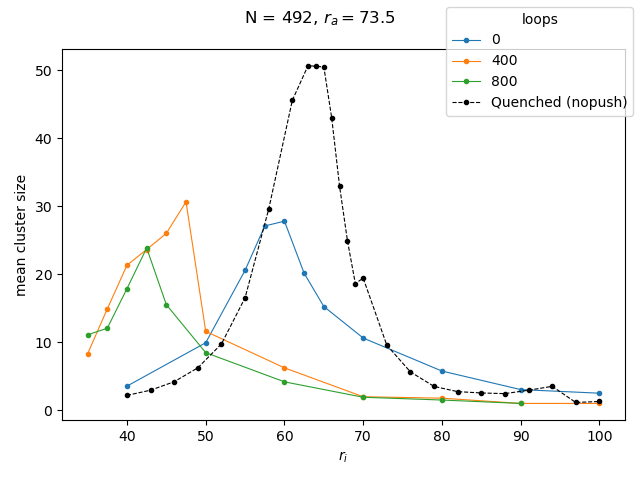 N = 492, $r_a = 73.5$
loops
0
400
800
Quenched (nopush)
mean cluster size
50
40
30
20
10
0
40 50 60 70 80 90 100
$r_i$